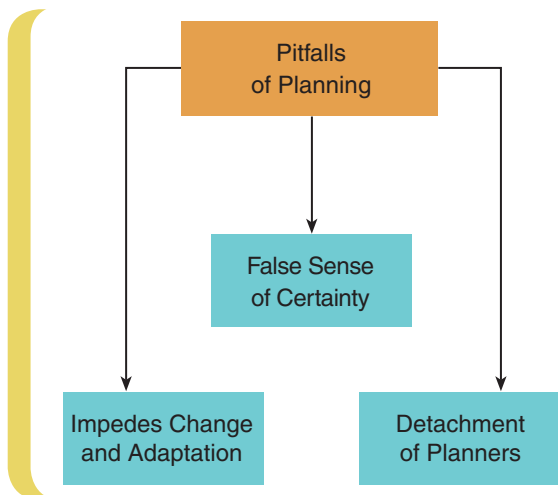 Pitfalls
of Planning
False Sense
of Certainty
Impedes Change
and Adaptation
Detachment
of Planners